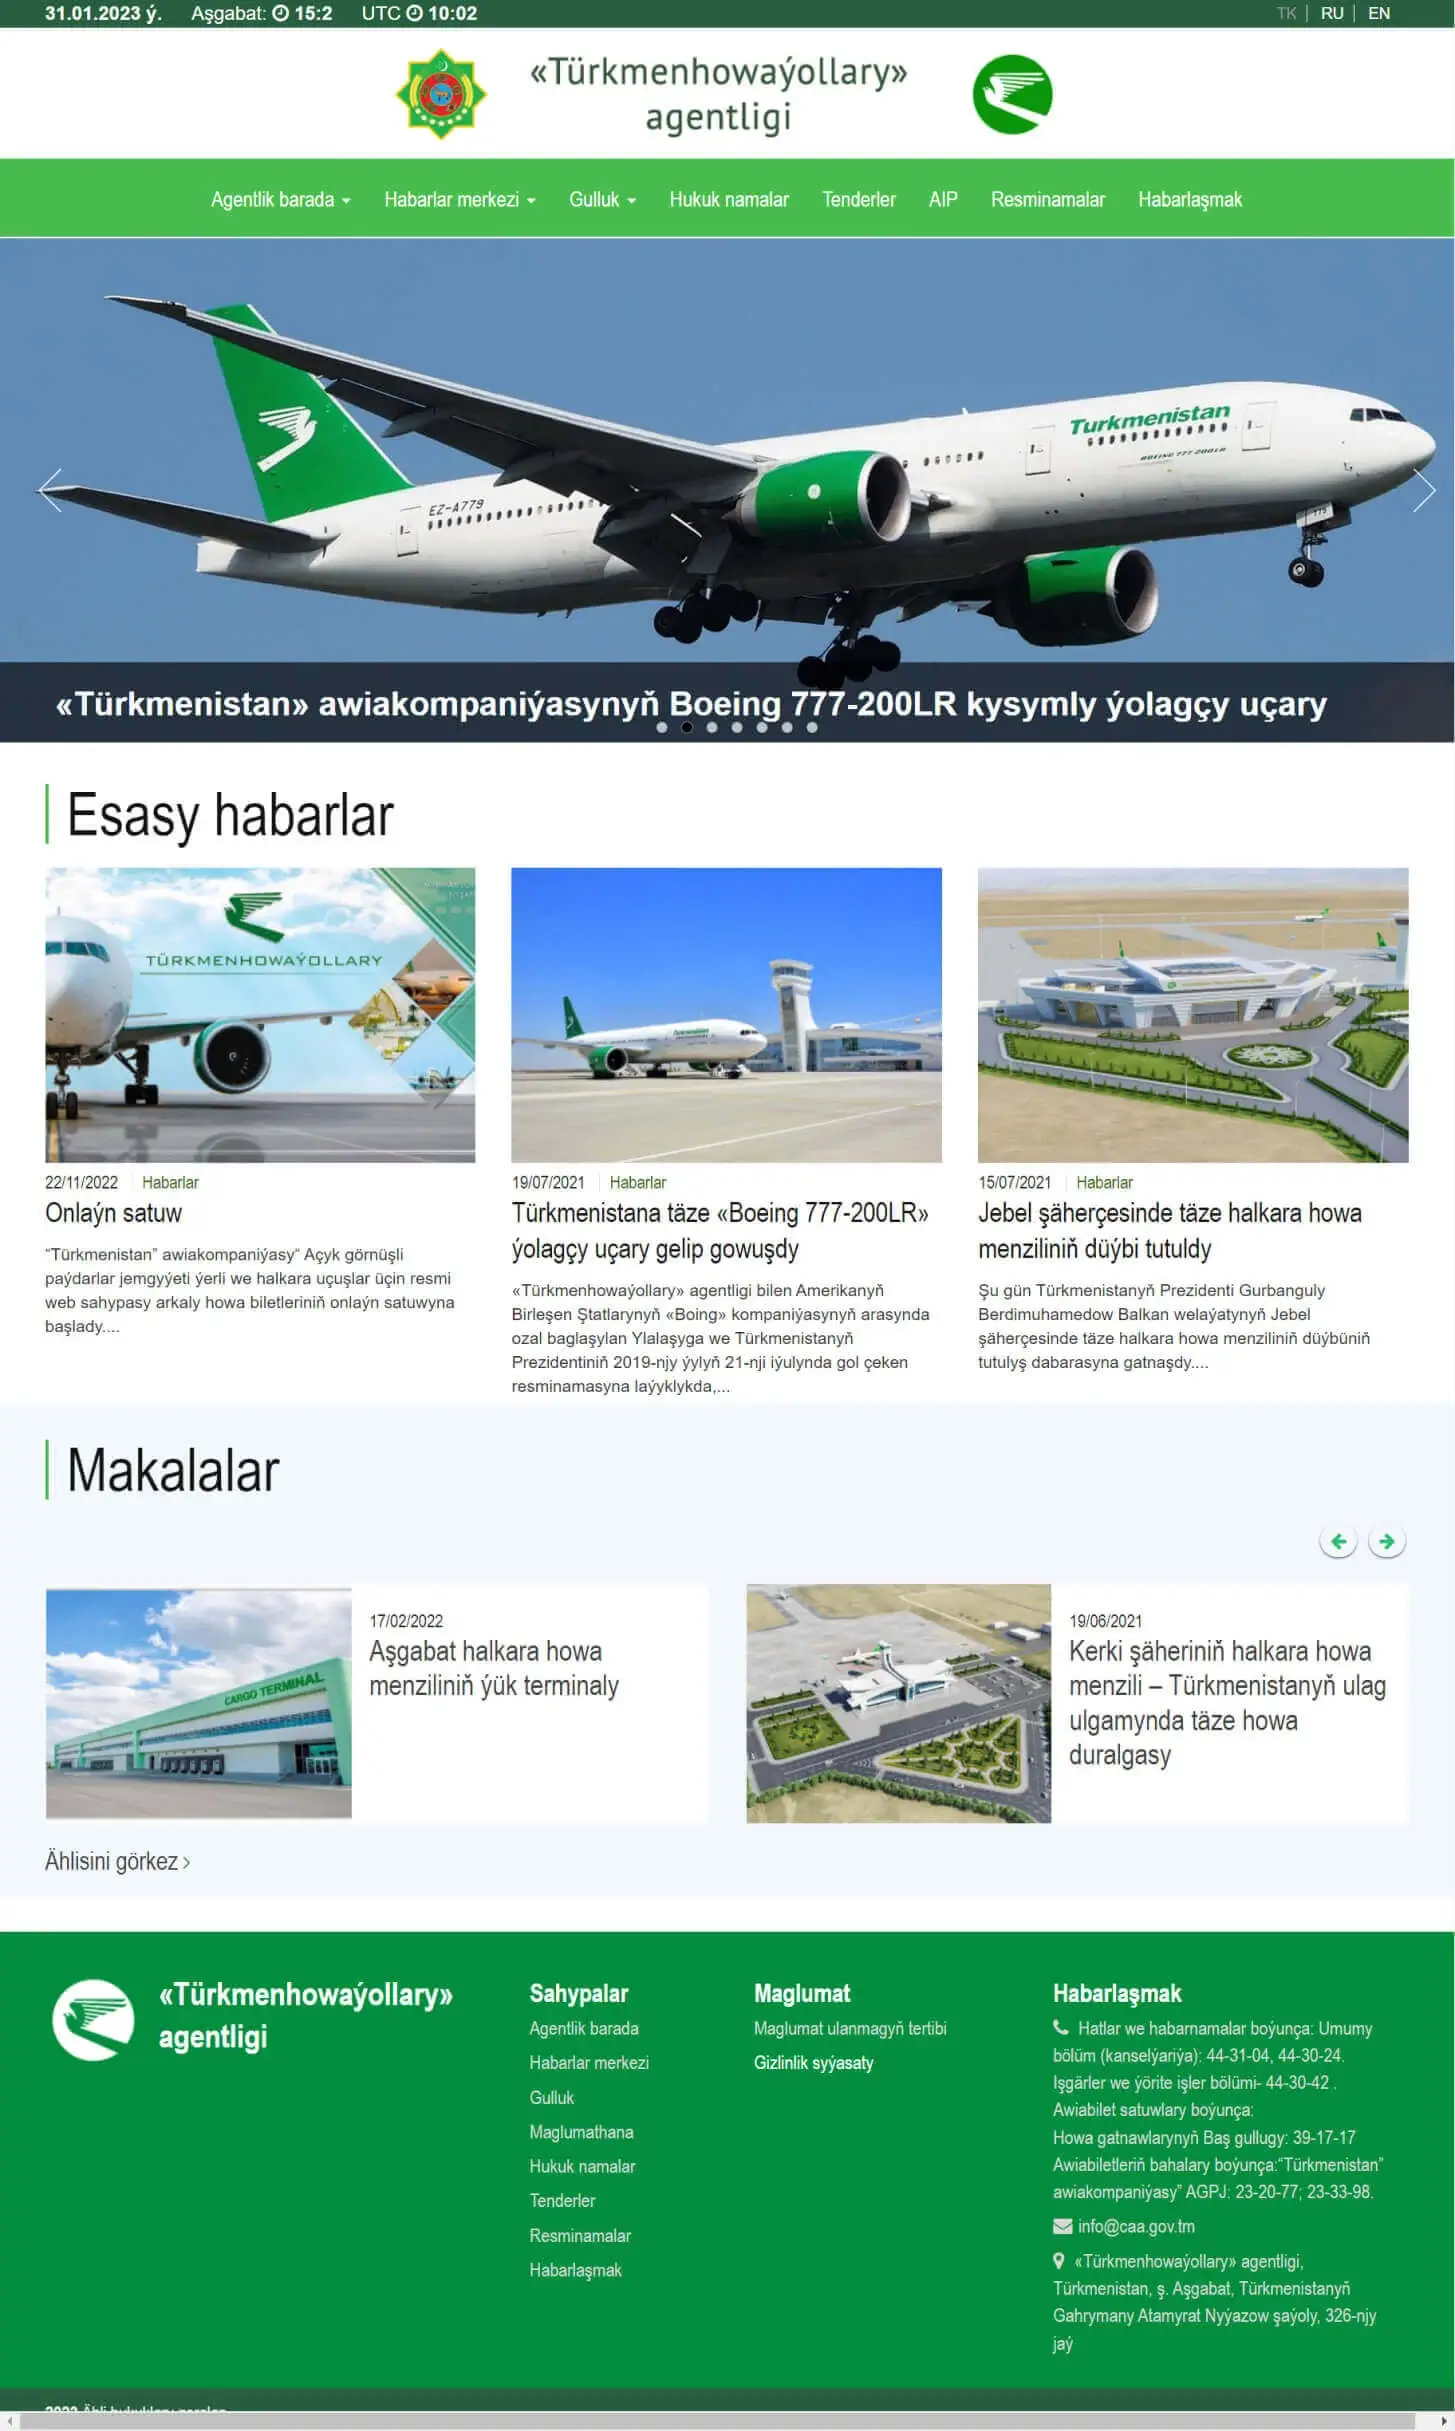 31.01.2023 ý. Aşgabat: 15:2 UTC 10:02 TK RU EN
«Türkmenhowaýollary»
agentligi
Agentlik barada Habarlar merkezi Gulluk Hukuk namalar Tenderler AIP Resminamalar Habarlaşmak
Turkmenistan
BOEING 777-200LR
EZ-A779
«Türkmenistan» awiakompaniýasynyň Boeing 777-200LR kysymly ýolagçy uçary
Esasy habarlar
TÜRKMENHOWAÝOLLARY
Turkmenistan
22/11/2022 Habarlar
Onlaýn satuw
“Türkmenistan” awiakompaniýasy“ Açyk görnüşli
paýdarlar jemgyýeti ýerli we halkara uçuşlar üçin resmi
web sahypasy arkaly howa biletleriniň onlaýn satuwyna
başlady....
19/07/2021 Habarlar
Türkmenistana täze «Boeing 777-200LR»
ýolagçy uçary gelip gowuşdy
«Türkmenhowaýollary» agentligi bilen Amerikanyň
Birleşen Ştatlarynyň «Boing» kompaniýasynyň arasynda
ozal baglaşylan Ylalaşyga we Türkmenistanyň
Prezidentiniň 2019-njy ýylyň 21-nji iýulynda gol çeken
resminamasyna laýyklykda,...
15/07/2021 Habarlar
Jebel şäherçesinde täze halkara howa
menziliniň düýbi tutuldy
Şu gün Türkmenistanyň Prezidenti Gurbanguly
Berdimuhamedow Balkan welaýatynyň Jebel
şäherçesinde täze halkara howa menziliniň düýbüniň
tutulyş dabarasyna gatnaşdy....
Makalalar
CARGO TERMINAL
17/02/2022
Aşgabat halkara howa
menziliniň ýük terminaly
19/06/2021
Kerki şäheriniň halkara howa
menzili – Türkmenistanyň ulag
ulgamynda täze howa
duralgasy
Ählisini görkez
«Türkmenhowaýollary»
agentligi
Sahypalar
Agentlik barada
Habarlar merkezi
Gulluk
Maglumathana
Hukuk namalar
Tenderler
Resminamalar
Habarlaşmak
Maglumat
Maglumat ulanmagyň tertibi
Gizlinlik syýasaty
Habarlaşmak
Hatlar we habarnamalar boýunça: Umumy
bölüm (kanselýariýa): 44-31-04, 44-30-24.
Işgärler we ýörite işler bölümi- 44-30-42 .
Awiabilet satuwlary boýunça:
Howa gatnawlarynyň Baş gullugy: 39-17-17
Awiabiletleriň bahalary boýunça:“Türkmenistan”
awiakompaniýasy” AGPJ: 23-20-77; 23-33-98.
info@caa.gov.tm
«Türkmenhowaýollary» agentligi,
Türkmenistan, ş. Aşgabat, Türkmenistanyň
Gahrymany Atamyrat Nyýazow şaýoly, 326-njy
jaý